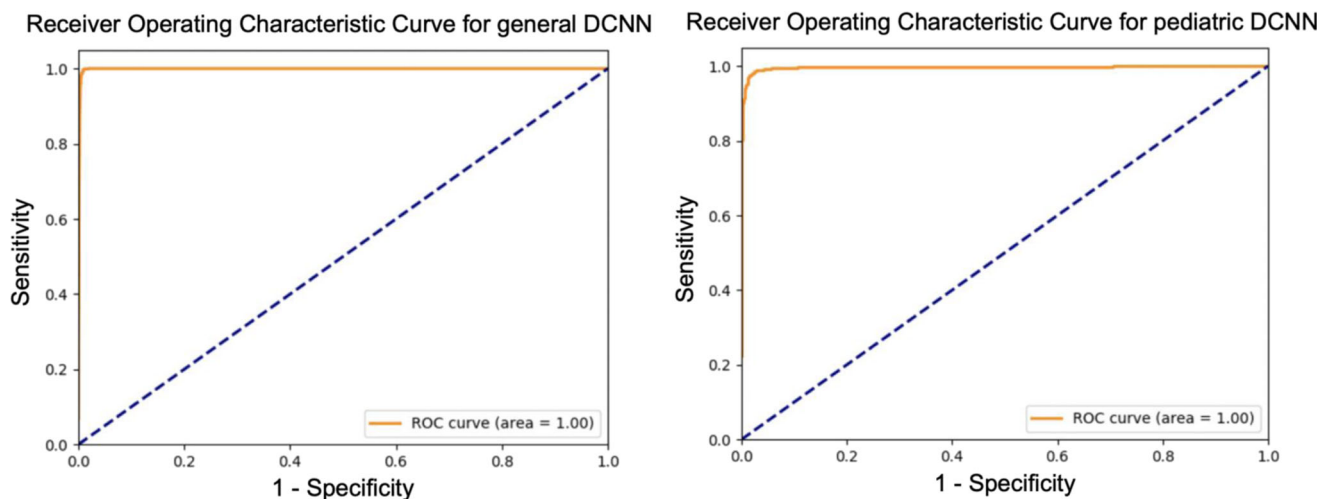 Receiver Operating Characteristic Curve for general DCNN
1.0
0.8
0.6
0.4
0.2
0.0
Sensitivity
ROC curve (area = 1.00)
0.0 0.2 0.4 0.6 0.8 1.0
1 - Specificity
Receiver Operating Characteristic Curve for pediatric DCNN
1.0
0.8
0.6
0.4
0.2
0.0
Sensitivity
ROC curve (area = 1.00)
0.0 0.2 0.4 0.6 0.8 1.0
1 - Specificity